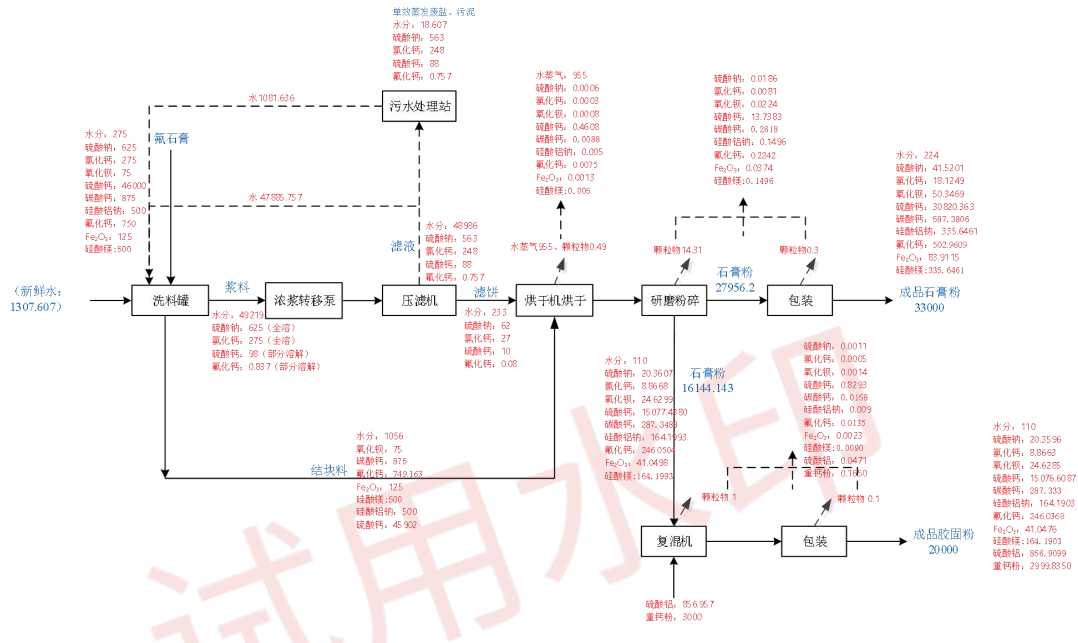 单效蒸发废盐、污泥
水分：18.607
硫酸钠：563
氯化钙：248
硫酸钙：88
氟化钙：0.757
污水处理站
水1081.636
水分：275
硫酸钠：625
氯化钙：275
氧化钡：75
硫酸钙：46000
碳酸钙：875
硅酸铝钠：500
氟化钙：750
Fe₂O₃：125
硅酸镁:500
氟石膏
水 47885.757
滤液
水分：48986
硫酸钠：563
氯化钙：248
硫酸钙：88
氟化钙：0.757
水蒸气：955
硫酸钠：0.0006
氯化钙：0.0003
氧化钡：0.0008
硫酸钙：0.4608
碳酸钙：0.0088
硅酸铝钠：0.005
氟化钙：0.0075
Fe₂O₃：0.0013
硅酸镁:0.005
水蒸气955、颗粒物0.49
硫酸钠：0.0186
氯化钙：0.0081
氧化钡：0.0224
硫酸钙：13.7383
碳酸钙：0.2618
硅酸铝钠：0.1496
氟化钙：0.2242
Fe₂O₃：0.0374
硅酸镁:0.1496
颗粒物14.31
颗粒物0.3
水分：224
硫酸钠：41.5201
氯化钙：18.1249
氧化钡：50.3469
硫酸钙：30820.363
碳酸钙：587.3806
硅酸铝钠：335.6461
氟化钙：502.9609
Fe₂O₃：83.9115
硅酸镁:335.6461
（新鲜水：
1307.607）
洗料罐
浆料
浓浆转移泵
压滤机
滤饼
烘干机烘干
研磨粉碎
石膏粉
27956.2
包装
成品石膏粉
33000
水分：49219
硫酸钠：625（全溶）
氯化钙：275（全溶）
硫酸钙：98（部分溶解）
氟化钙：0.837（部分溶解）
水分：233
硫酸钠：62
氯化钙：27
硫酸钙：10
氟化钙：0.08
水分：110
硫酸钠：20.3607
氯化钙：8.8668
氧化钡：24.6299
硫酸钙：15077.4380
碳酸钙：287.3489
硅酸铝钠：164.1993
氟化钙：246.0504
Fe₂O₃：41.0498
硅酸镁:164.1993
石膏粉
16144.143
硫酸钠：0.0011
氯化钙：0.0005
氧化钡：0.0014
硫酸钙：0.8293
碳酸钙：0.0158
硅酸铝钠：0.009
氟化钙：0.0135
Fe₂O₃：0.0023
硅酸镁:0.0090
硫酸铝：0.0471
重钙粉：0.1650
颗粒物 1
颗粒物 0.1
水分：1056
氧化钡：75
碳酸钙：875
氟化钙：749.163
Fe₂O₃：125
硅酸镁:500
硅酸铝钠：500
硫酸钙：45902
结块料
水分：110
硫酸钠：20.3596
氯化钙：8.8663
氧化钡：24.6285
硫酸钙：15076.6087
碳酸钙：287.333
硅酸铝钠：164.1903
氟化钙：246.0368
Fe₂O₃：41.0476
硅酸镁:164.1903
硫酸铝：856.9099
重钙粉：2999.8350
复混机
包装
成品胶固粉
20000
硫酸铝：856.957
重钙粉：3000
试用水印